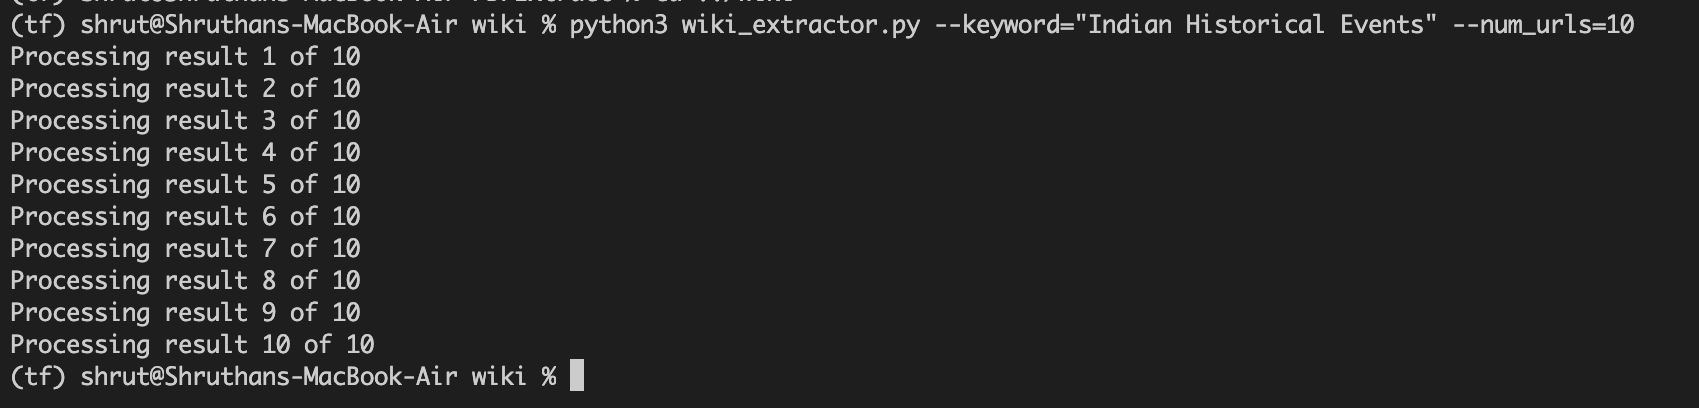 (tf) shrut@Shruthans-MacBook-Air wiki % python3 wiki_extractor.py --keyword="Indian Historical Events" --num_urls=10
Processing result 1 of 10
Processing result 2 of 10
Processing result 3 of 10
Processing result 4 of 10
Processing result 5 of 10
Processing result 6 of 10
Processing result 7 of 10
Processing result 8 of 10
Processing result 9 of 10
Processing result 10 of 10
(tf) shrut@Shruthans-MacBook-Air wiki %